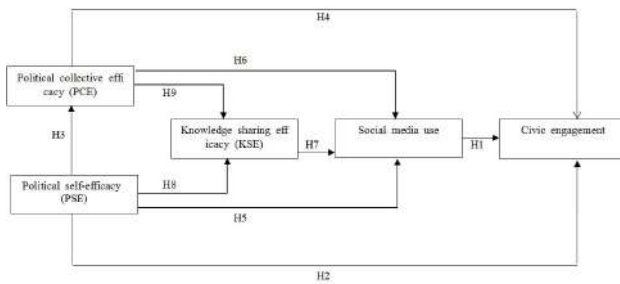 H4
H6
Political collective effi
cacy (PCE)
H9
H3
Knowledge sharing eff
icacy (KSE)
H7
Social media use
H1
Civic engagement
Political self-efficacy
(PSE)
H8
H5
H2